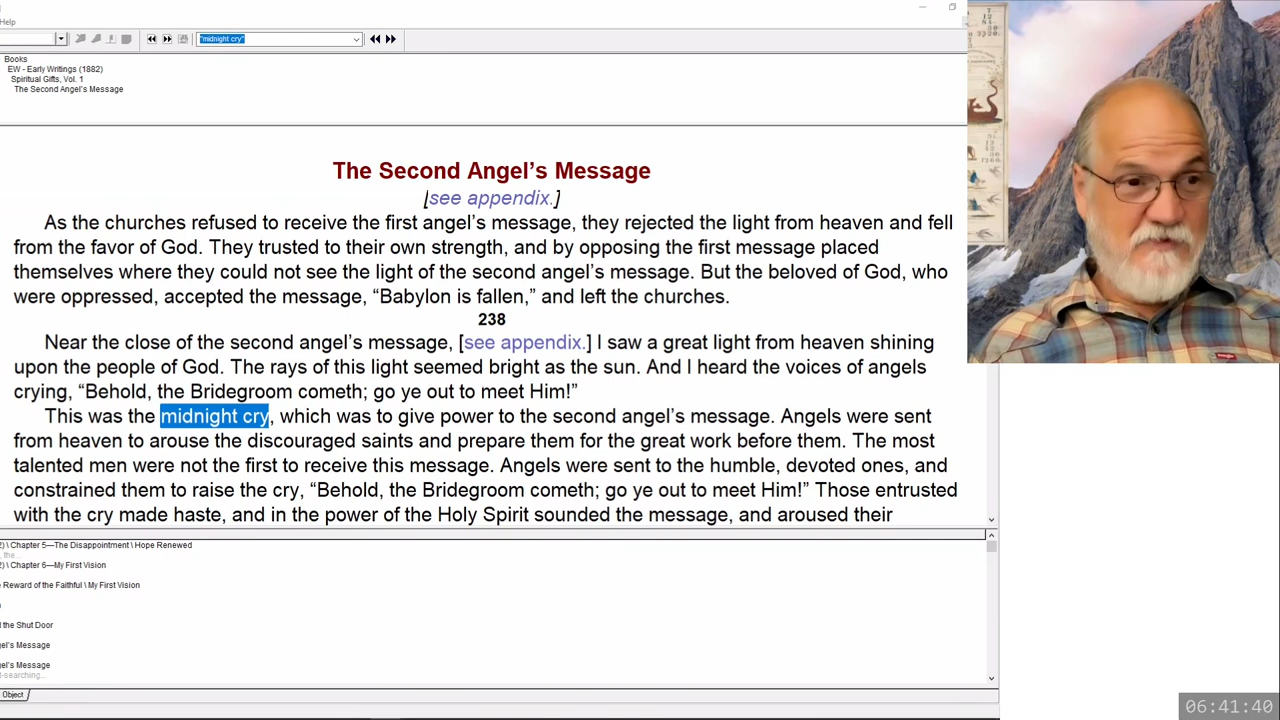 Help
"midnight cry"
Books
EW - Early Writings (1882)
Spiritual Gifts, Vol. 1
The Second Angel's Message
The Second Angel’s Message
[see appendix.]
As the churches refused to receive the first angel’s message, they rejected the light from heaven and fell
from the favor of God. They trusted to their own strength, and by opposing the first message placed
themselves where they could not see the light of the second angel’s message. But the beloved of God, who
were oppressed, accepted the message, “Babylon is fallen,” and left the churches.
238
Near the close of the second angel’s message, [see appendix.] I saw a great light from heaven shining
upon the people of God. The rays of this light seemed bright as the sun. And I heard the voices of angels
crying, “Behold, the Bridegroom cometh; go ye out to meet Him!”
This was the midnight cry, which was to give power to the second angel’s message. Angels were sent
from heaven to arouse the discouraged saints and prepare them for the great work before them. The most
talented men were not the first to receive this message. Angels were sent to the humble, devoted ones, and
constrained them to raise the cry, “Behold, the Bridegroom cometh; go ye out to meet Him!” Those entrusted
with the cry made haste, and in the power of the Holy Spirit sounded the message, and aroused their
2) \ Chapter 5—The Disappointment \ Hope Renewed
, the...
2) \ Chapter 6—My First Vision
e Reward of the Faithful \ My First Vision
d the Shut Door
gel's Message
gel's Message
t-searching...
Object
06:41:40